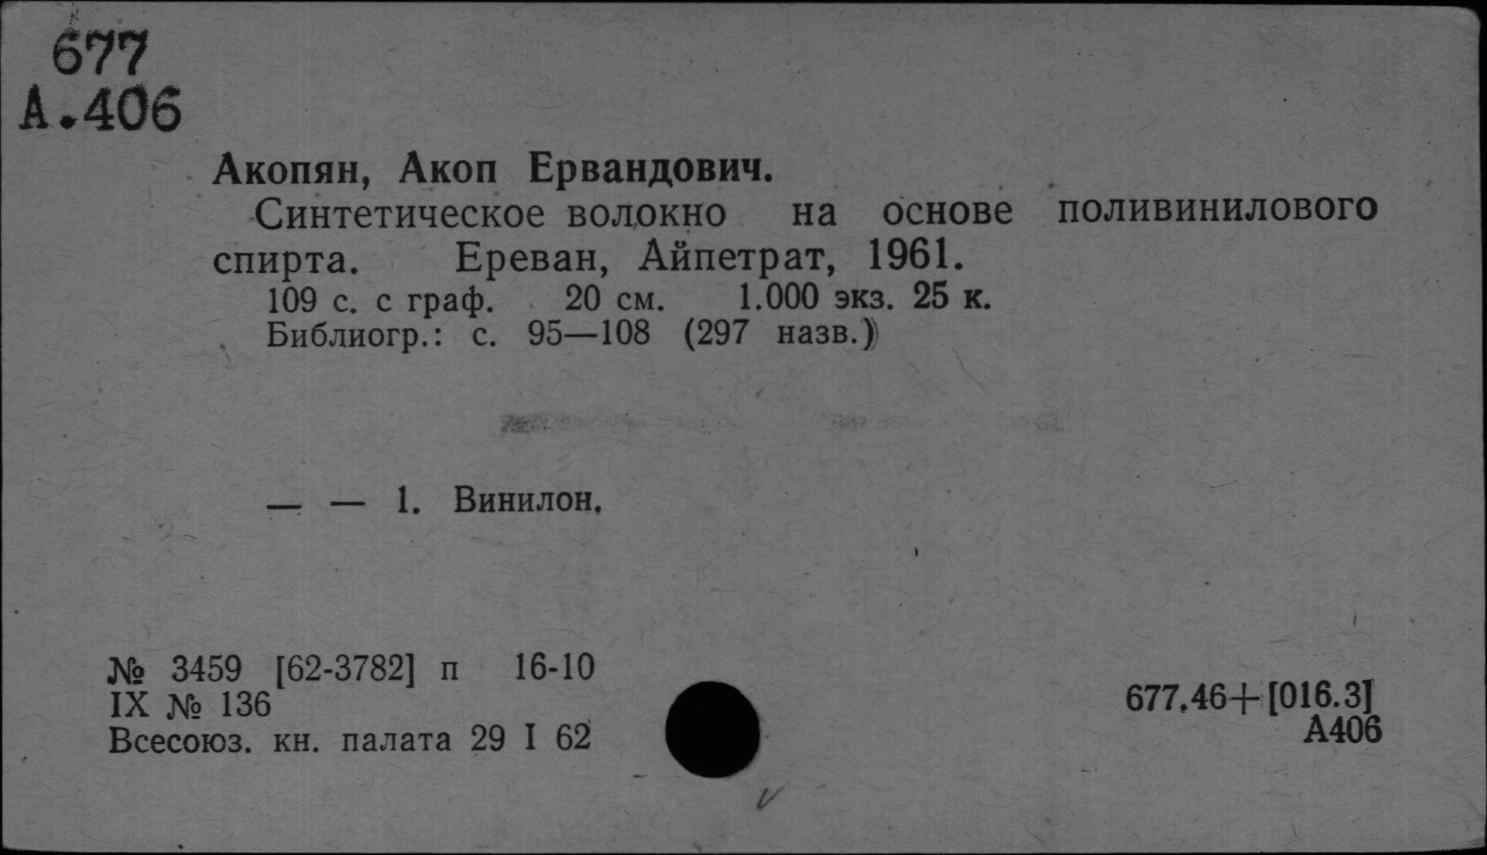 677
А.406
Акопян, Акоп Ервандович.
Синтетическое волокно на основе поливинилового
спирта. Ереван, Айпетрат, 1961.
109 с. с граф. 20 см. 1.000 экз. 25 к.
Библиогр.: с. 95—108 (297 назв.)
— — 1. Винилон.
№ 3459 [62-3782] п 16-10
IX № 136
Всесоюз. кн. палата 29 I 62
677.46+[016.3]
А406